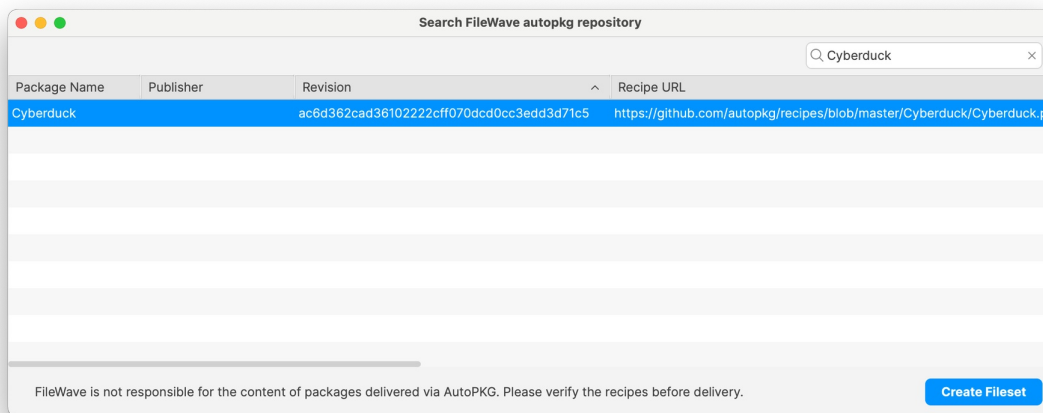 Search FileWave autopkg repository
Cyberduck
Package Name Publisher Revision Recipe URL
Cyberduck ac6d362cad36102222cff070dcd0cc3edd3d71c5 https://github.com/autopkg/recipes/blob/master/Cyberduck/Cyberduck.p
FileWave is not responsible for the content of packages delivered via AutoPKG. Please verify the recipes before delivery. Create Fileset